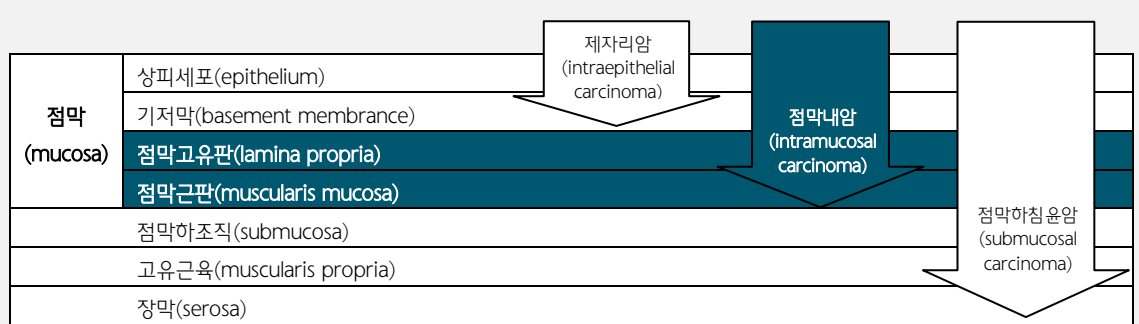 제자리암
(intraepithelial
carcinoma)
점막내암
(intramucosal
carcinoma)
점막하침윤암
(submucosal
carcinoma)
점막
(mucosa)
상피세포(epithelium)
기저막(basement membrance)
점막고유판(lamina propria)
점막근판(muscularis mucosa)
점막하조직(submucosa)
고유근육(muscularis propria)
장막(serosa)